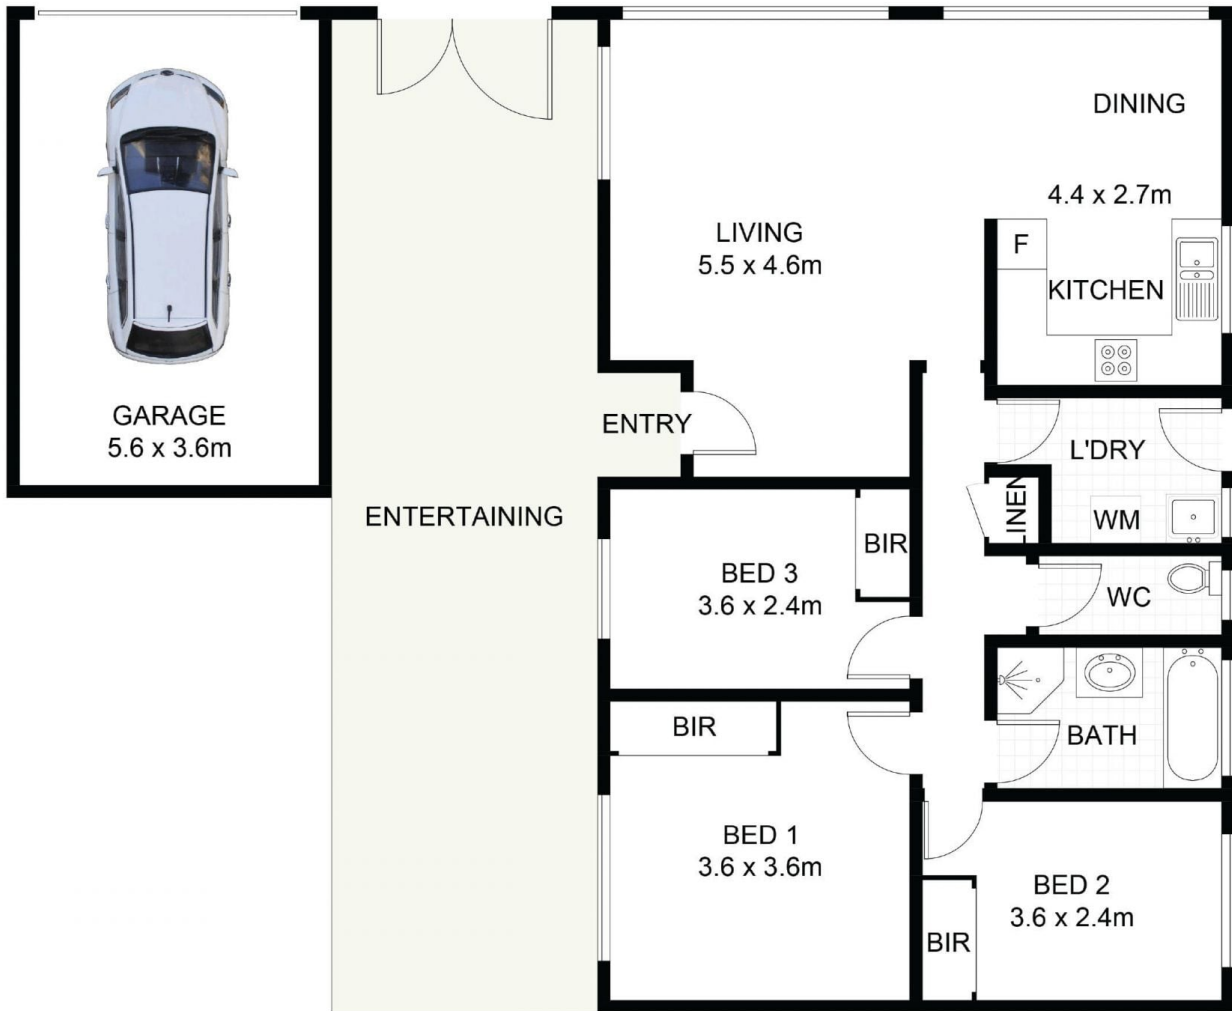 DINING
4.4 x 2.7m
LIVING
5.5 x 4.6m
F
KITCHEN
GARAGE
5.6 x 3.6m
ENTRY
L'DRY
LINEN
WM
ENTERTAINING
BIR
BED 3
3.6 x 2.4m
WC
BIR
BATH
BED 1
3.6 x 3.6m
BED 2
3.6 x 2.4m
BIR